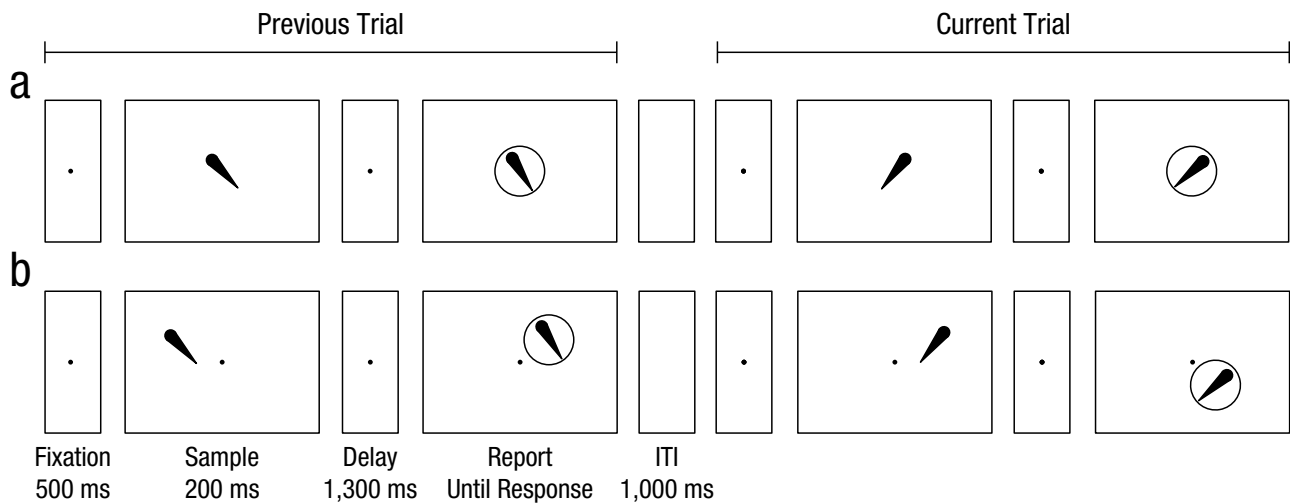 Previous Trial
Current Trial
a
b
Fixation
500 ms
Sample
200 ms
Delay
1,300 ms
Report
Until Response
ITI
1,000 ms